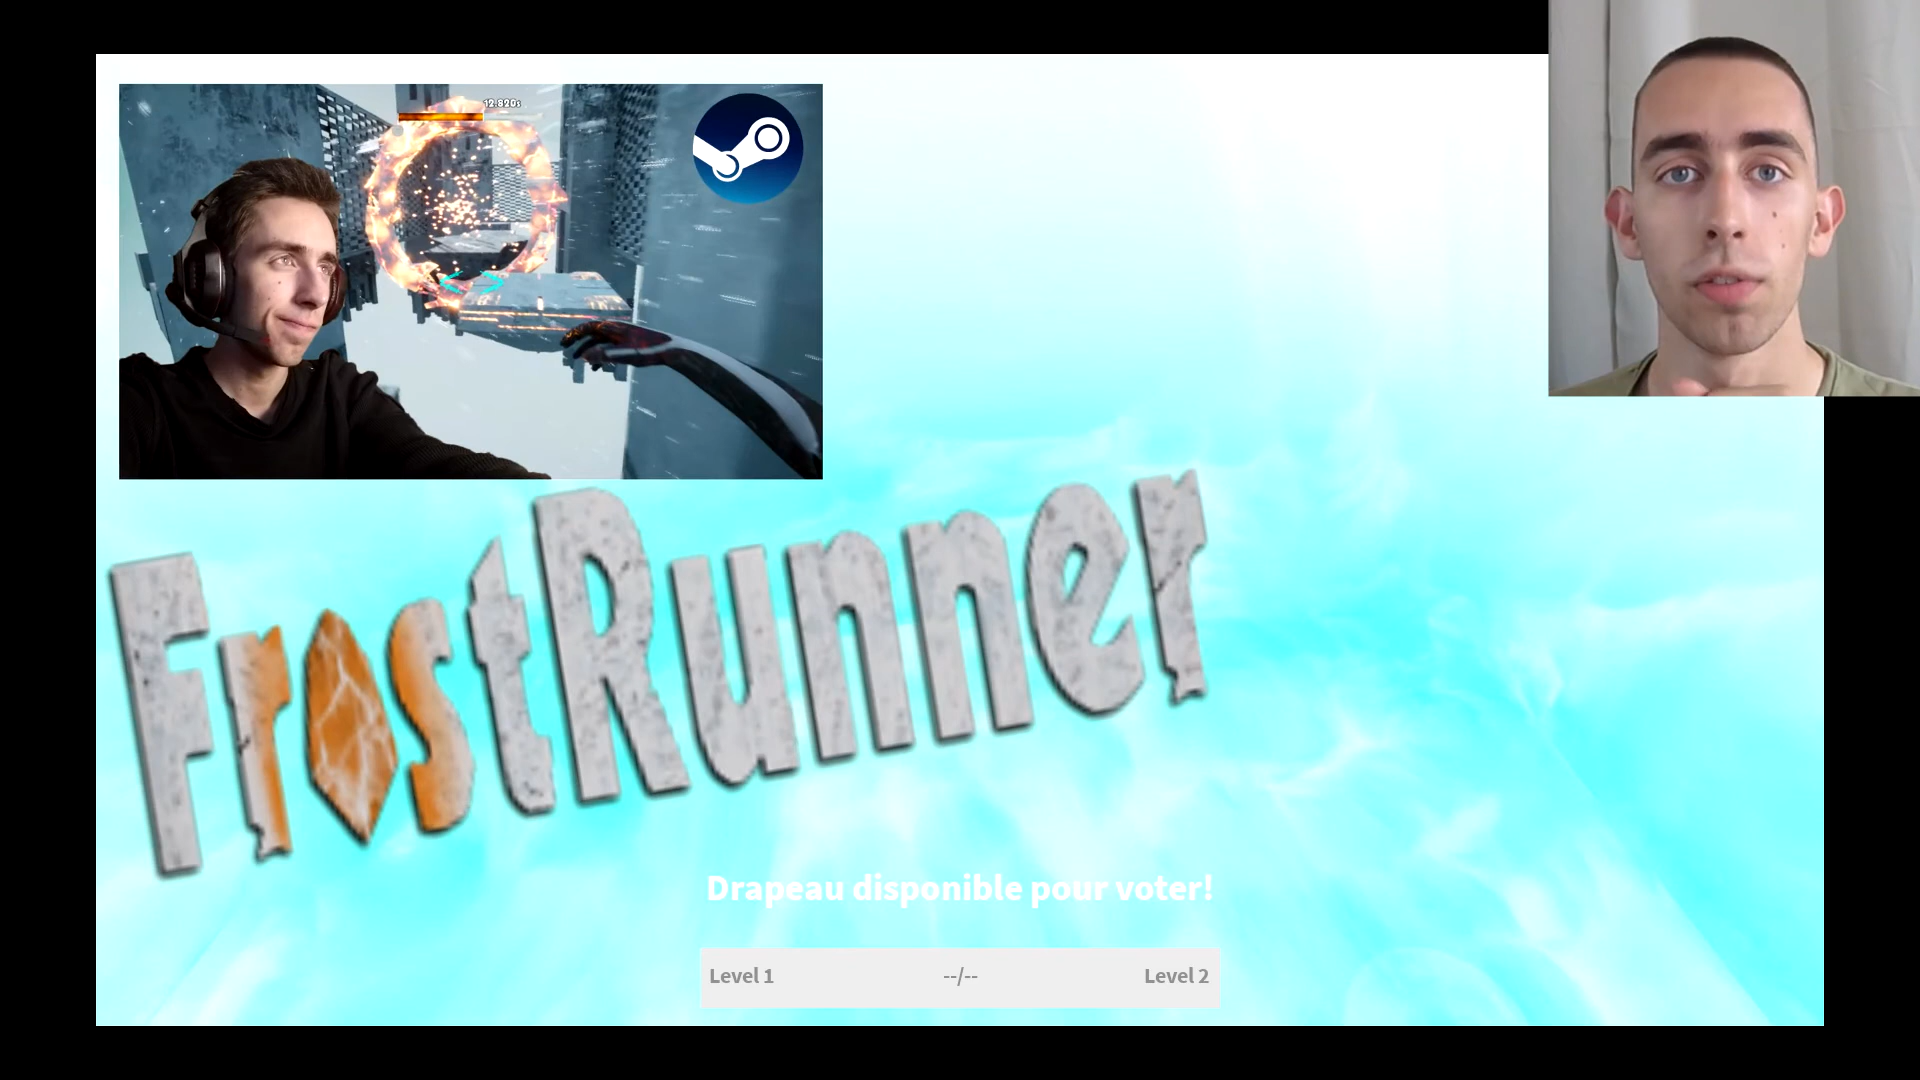 12.820s
FrostRunner
Drapeau disponible pour voter!
Level 1 --/-- Level 2